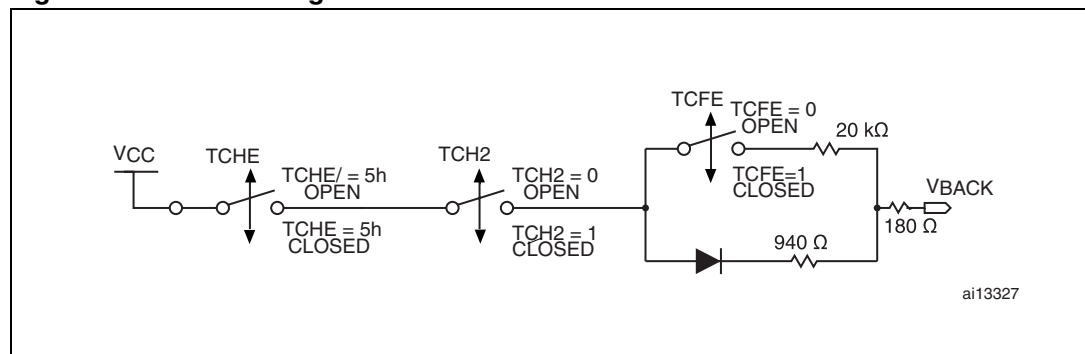 VCC
TCHE
TCHE/ = 5h
OPEN
TCHE = 5h
CLOSED
TCH2
TCH2 = 0
OPEN
TCH2 = 1
CLOSED
TCFE
TCFE = 0
OPEN
TCFE=1
CLOSED
20 kΩ
940 Ω
VBACK
180 Ω
ai13327